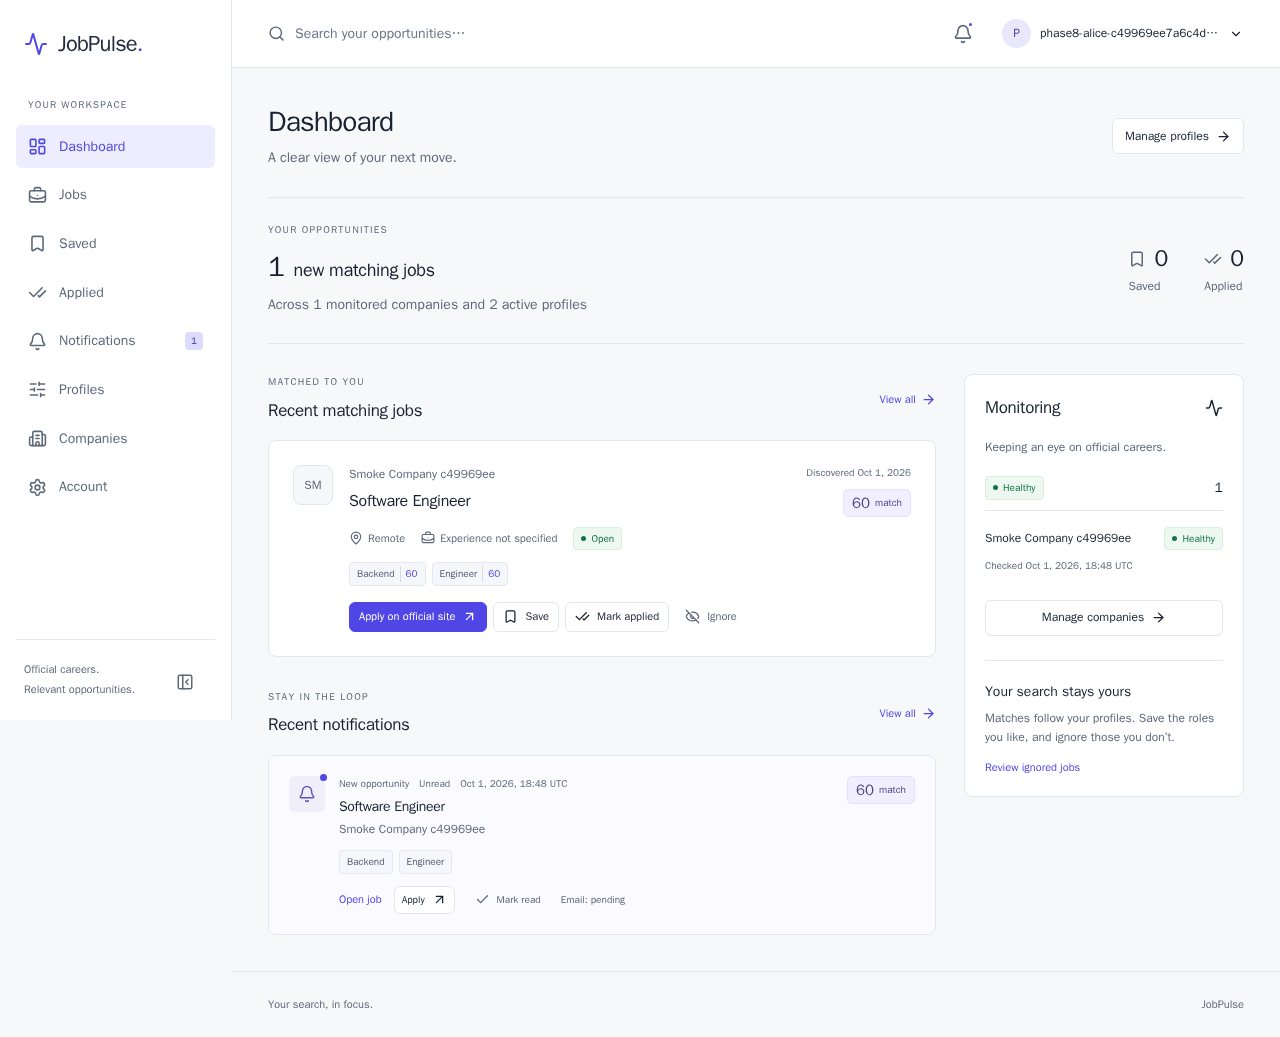 JobPulse.
YOUR WORKSPACE
Dashboard
Jobs
Saved
Applied
Notifications 1
Profiles
Companies
Account
Official careers.
Relevant opportunities.
Search your opportunities...
P phase8-alice-c49969ee7a6c4d...
Dashboard
A clear view of your next move.
Manage profiles
YOUR OPPORTUNITIES
1 new matching jobs
Across 1 monitored companies and 2 active profiles
0 Saved
0 Applied
MATCHED TO YOU
Recent matching jobs
View all
SM
Smoke Company c49969ee
Discovered Oct 1, 2026
Software Engineer
60 match
Remote Experience not specified Open
Backend 60 Engineer 60
Apply on official site Save Mark applied Ignore
STAY IN THE LOOP
Recent notifications
View all
New opportunity Unread Oct 1, 2026, 18:48 UTC
60 match
Software Engineer
Smoke Company c49969ee
Backend Engineer
Open job Apply Mark read Email: pending
Monitoring
Keeping an eye on official careers.
Healthy 1
Smoke Company c49969ee Healthy
Checked Oct 1, 2026, 18:48 UTC
Manage companies
Your search stays yours
Matches follow your profiles. Save the roles
you like, and ignore those you don't.
Review ignored jobs
Your search, in focus.
JobPulse